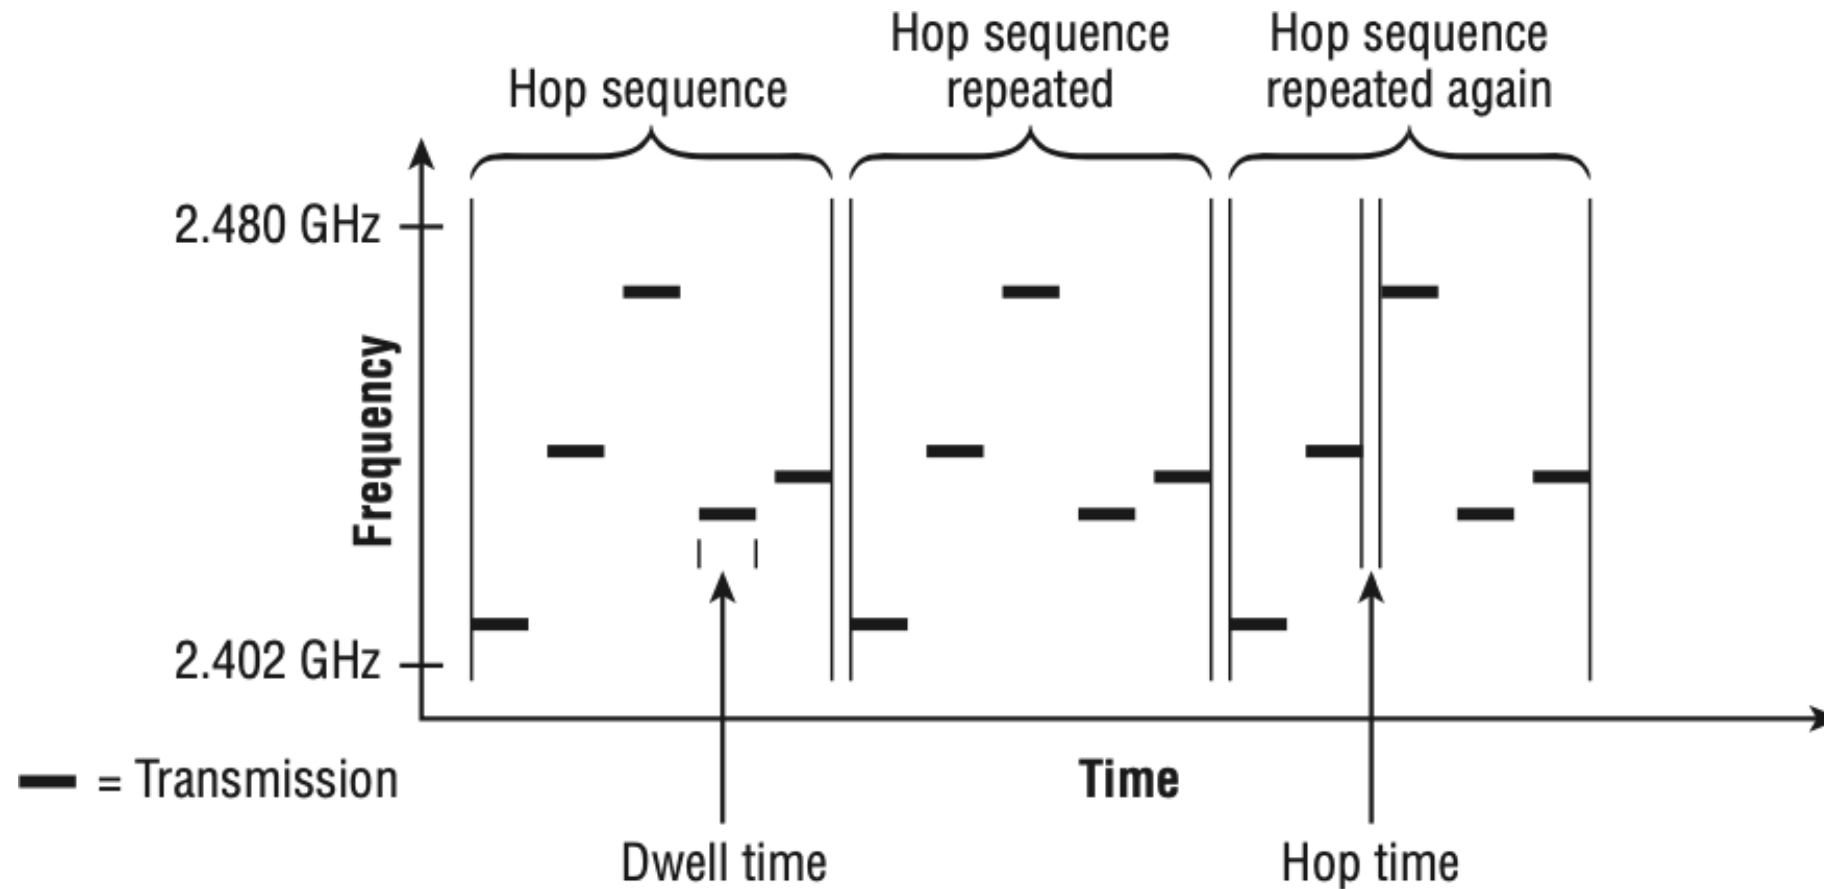 Hop sequence
Hop sequence
repeated
Hop sequence
repeated again
2.480 GHz
Frequency
2.402 GHz
= Transmission
Time
Dwell time
Hop time